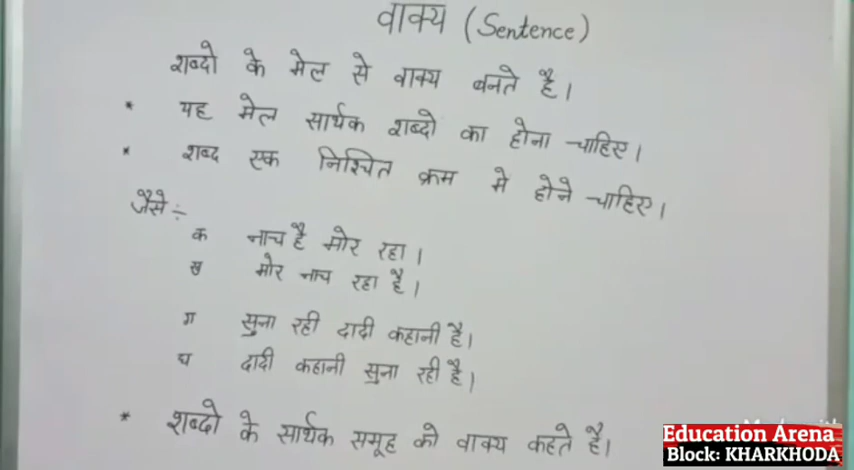 वाक्य (Sentence)
शब्दो के मेल से वाक्य बनते है।
* यह मेल सार्थक शब्दो का होना चाहिए।
* शब्द एक निश्चित क्रम मे होने चाहिए।
जैसे÷
क नाच है मोर रहा।
ख मोर नाच रहा है।
ग सुना रही दादी कहानी है।
घ दादी कहानी सुना रही है।
* शब्दो के सार्थक समूह को वाक्य कहते है।
Education Arena
Block: KHARKHODA